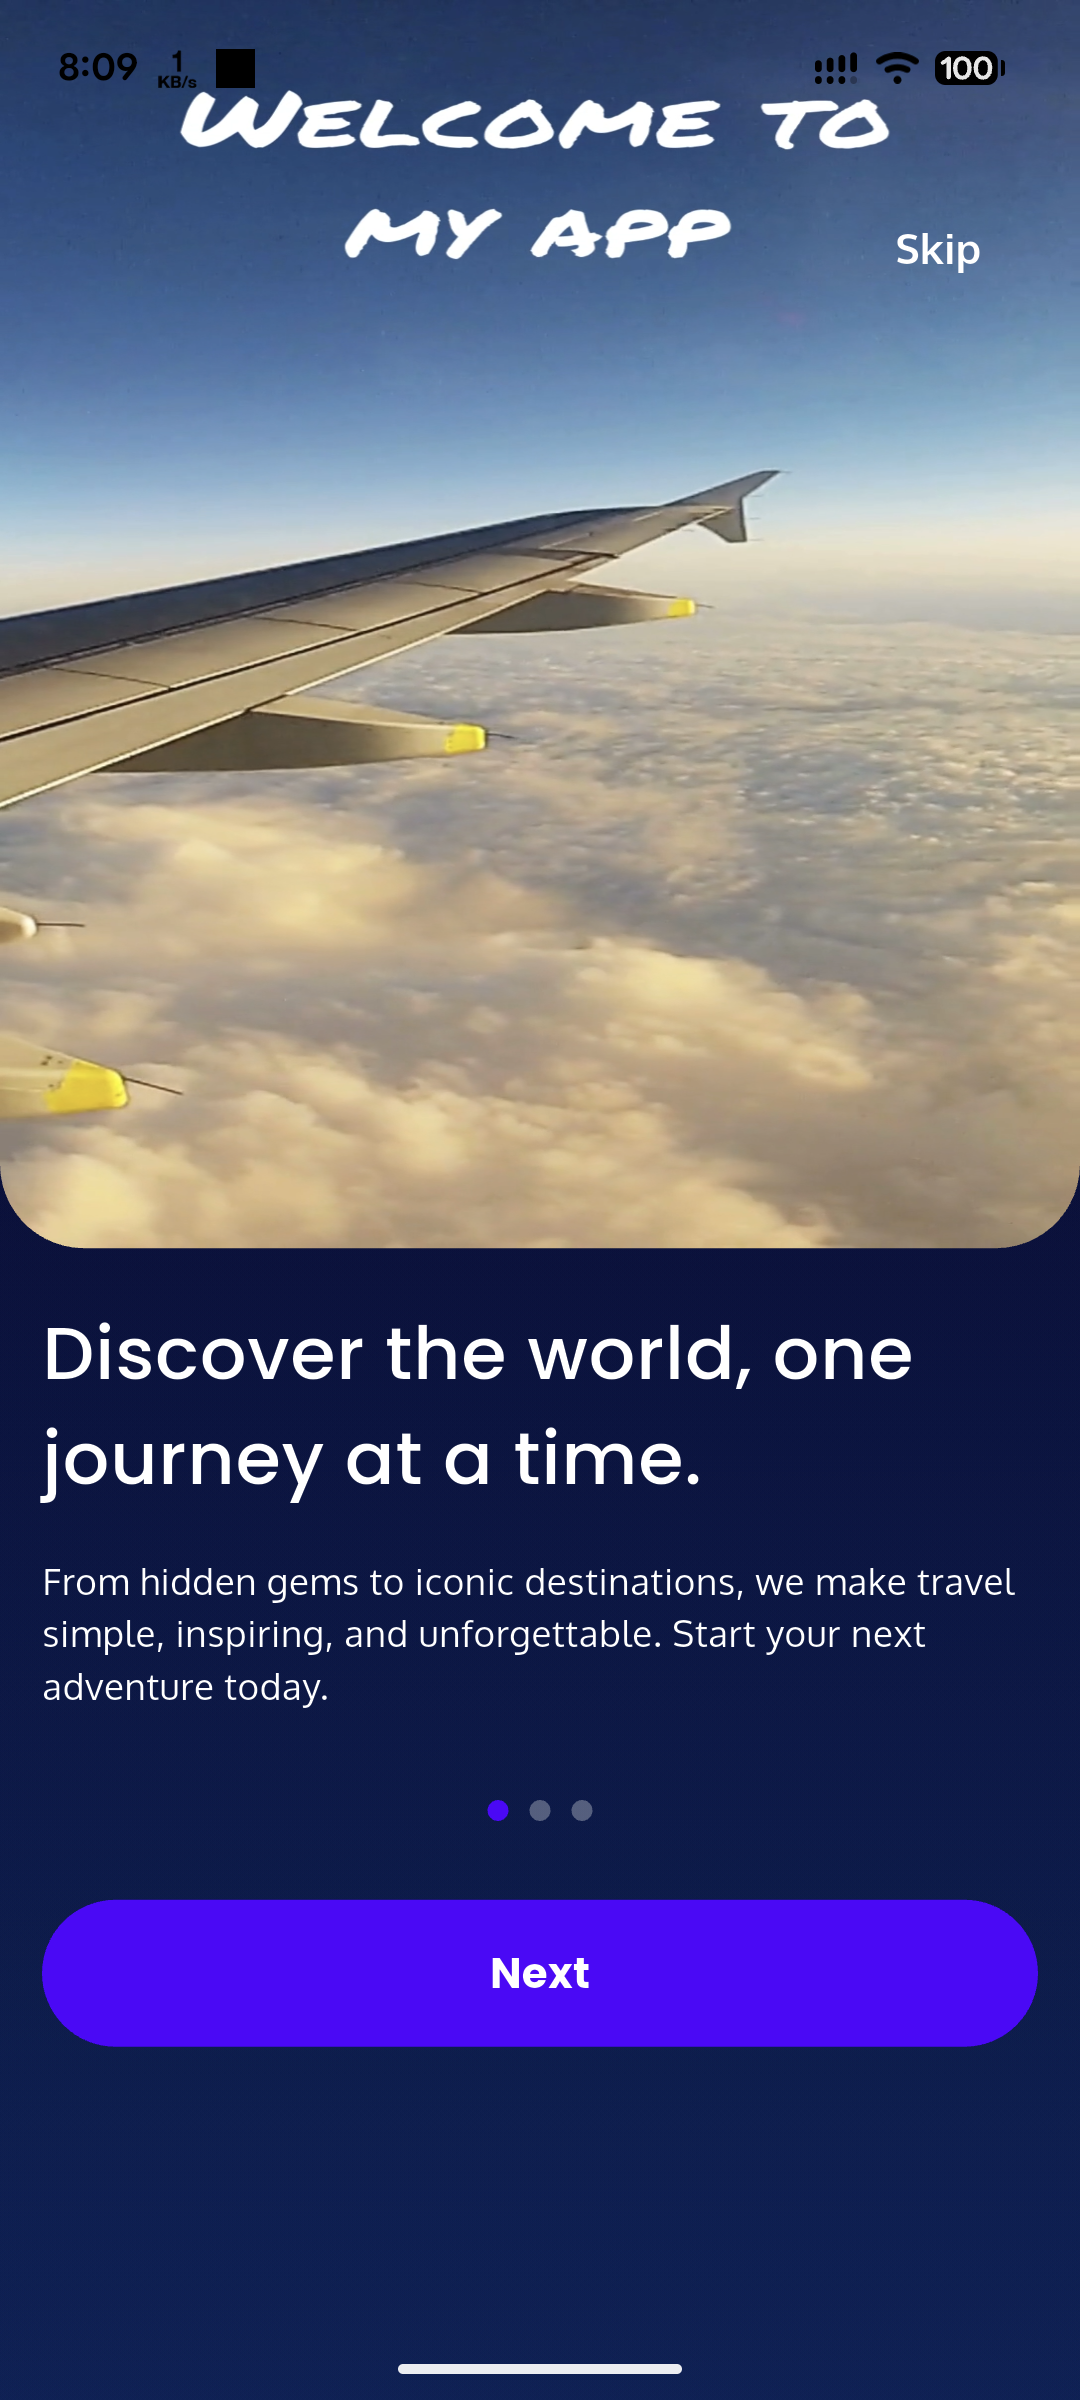 8:09 1 KB/s 100
WELCOME TO
MY APP
Skip
Discover the world, one
journey at a time.
From hidden gems to iconic destinations, we make travel
simple, inspiring, and unforgettable. Start your next
adventure today.
Next